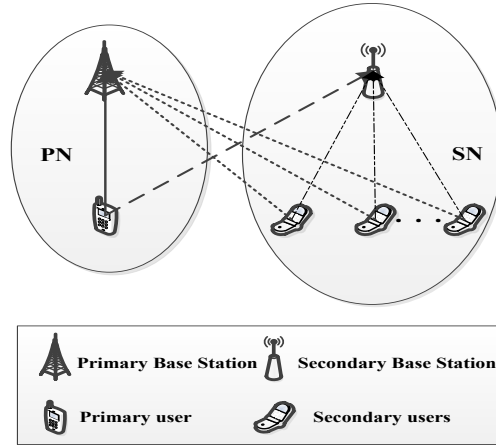 PN
SN
Primary Base Station
Secondary Base Station
Primary user
Secondary users